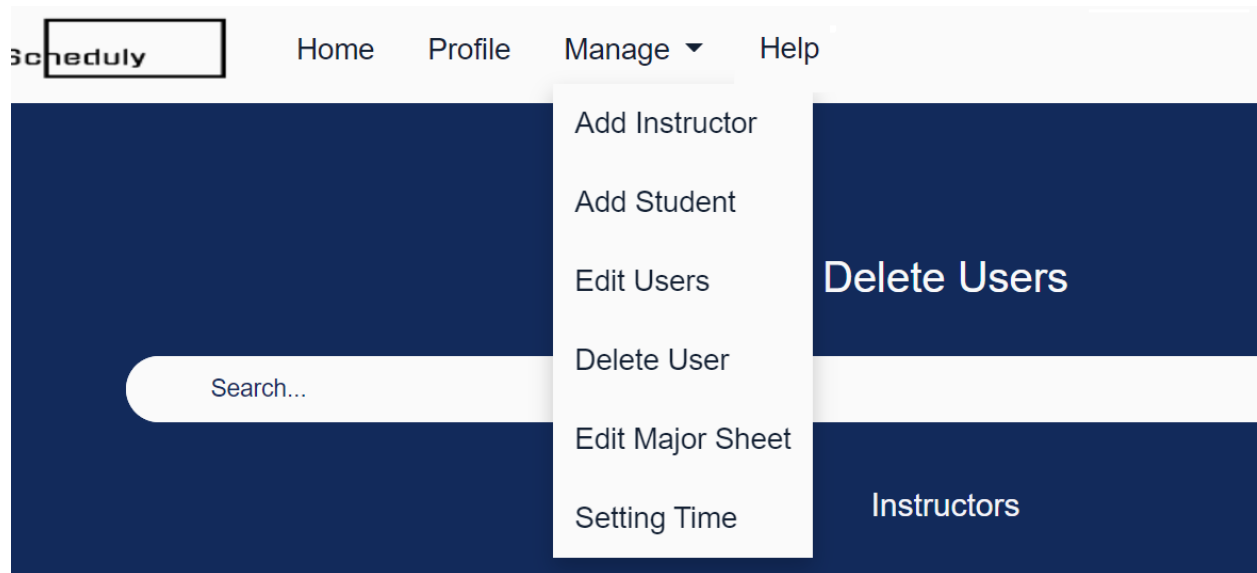 Scheduly
Home Profile Manage Help
Add Instructor
Add Student
Edit Users
Delete Users
Delete User
Search...
Edit Major Sheet
Instructors
Setting Time